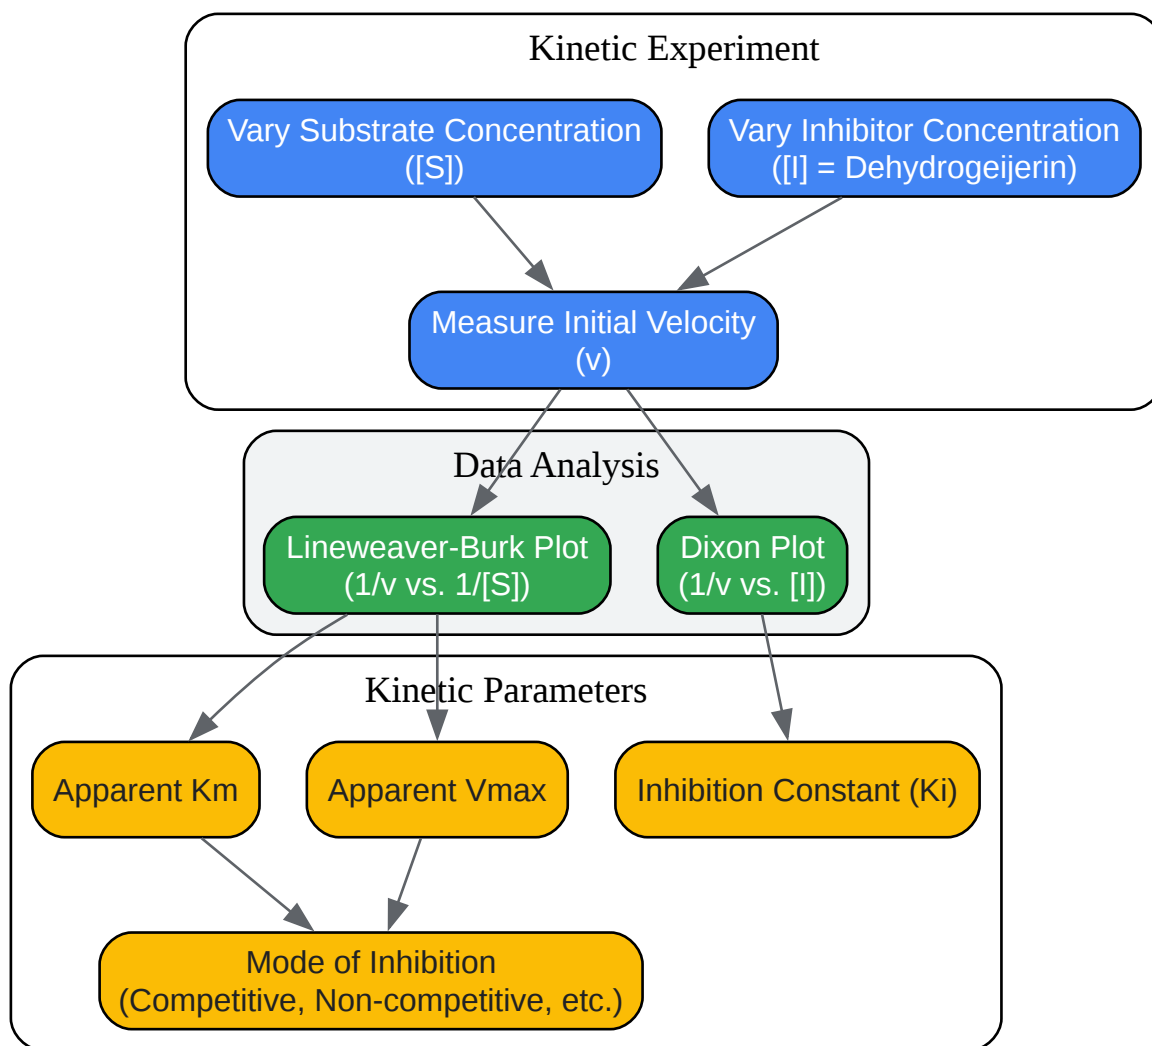 Kinetic Experiment
Vary Substrate Concentration
([S])
Vary Inhibitor Concentration
([I] = Dehydrogeijerin)
Measure Initial Velocity
(v)
Data Analysis
Lineweaver-Burk Plot
(1/v vs. 1/[S])
Dixon Plot
(1/v vs. [I])
Kinetic Parameters
Apparent Km
Apparent Vmax
Inhibition Constant (Ki)
Mode of Inhibition
(Competitive, Non-competitive, etc.)